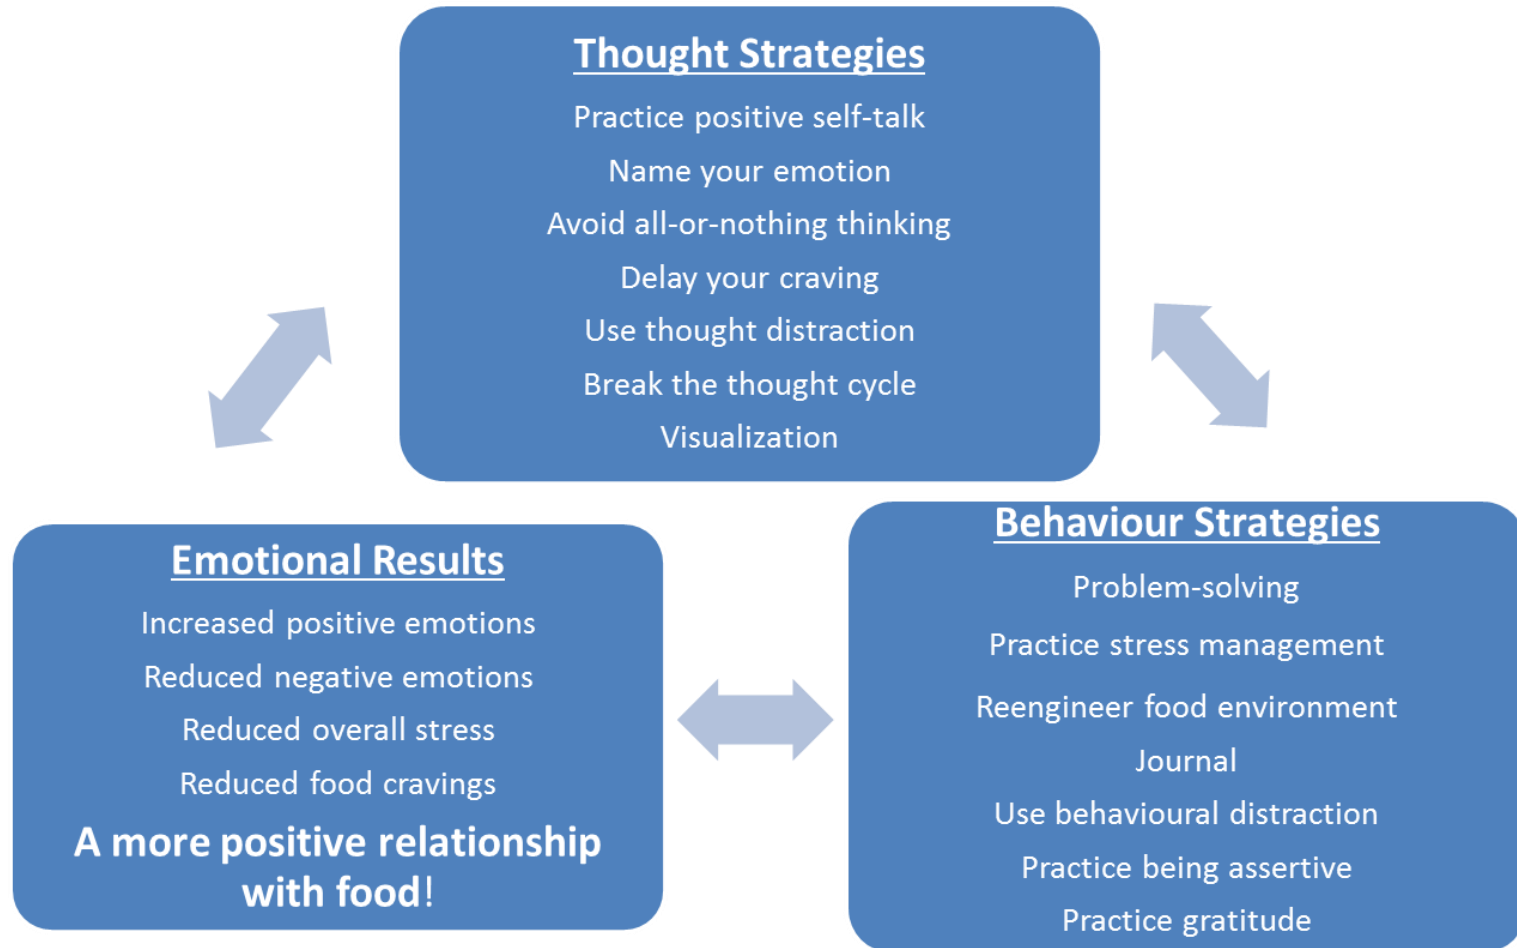 Thought Strategies
Practice positive self-talk
Name your emotion
Avoid all-or-nothing thinking
Delay your craving
Use thought distraction
Break the thought cycle
Visualization
Emotional Results
Increased positive emotions
Reduced negative emotions
Reduced overall stress
Reduced food cravings
A more positive relationship
with food!
Behaviour Strategies
Problem-solving
Practice stress management
Reengineer food environment
Journal
Use behavioural distraction
Practice being assertive
Practice gratitude